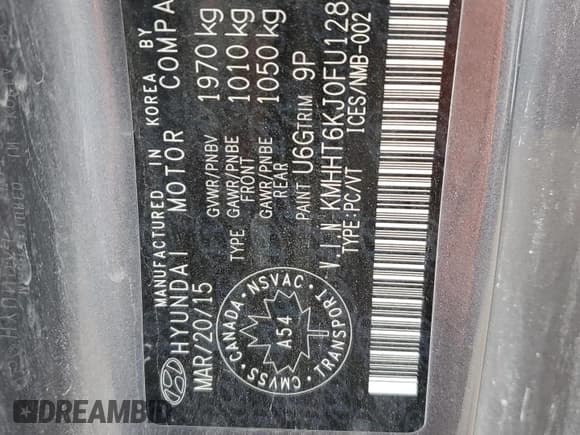 MANUFACTURED IN KOREA BY
HYUNDAI MOTOR COMPA
MAR/20/15
GVWR/PNBV 1970 kg
TYPE GAWR/PNBE FRONT 1010 kg
GAWR/PNBE REAR 1050 kg
PAINT U6G TRIM 9P
V.I.N KMHHT6KJ0FU128
TYPE:PC/VT ICES/NMB-002
CMVSS · CANADA · NSVAC · TRANSPORT ·
A54
DREAMBID